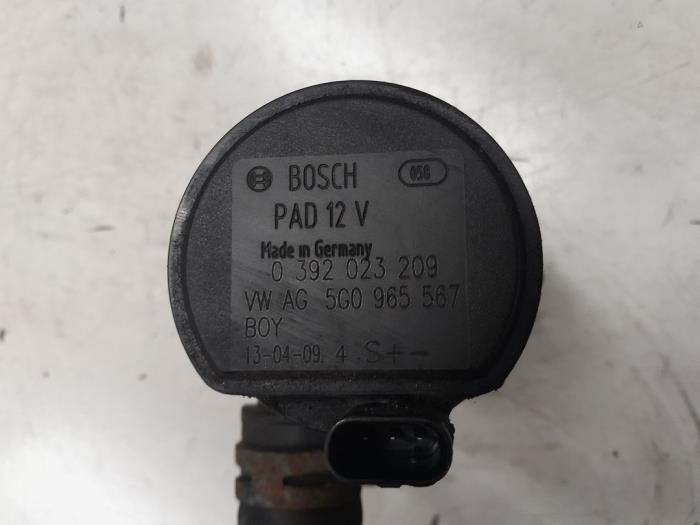 BOSCH 058
PAD 12 V
Made in Germany
0 392 023 209
VW AG 5G0 965 567
BOY
13-04-09. 4 S+-